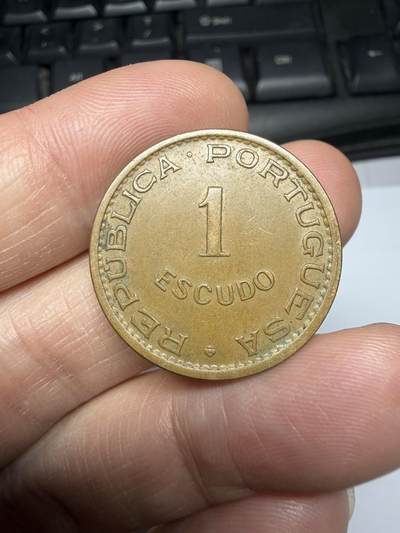 REPUBLICA · PORTUGUESA
1
ESCUDO